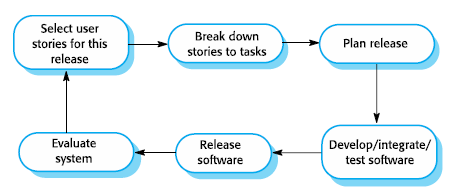 Select user
stories for this
release
Break down
stories to tasks
Plan release
Evaluate
system
Release
software
Develop/integrate/
test software